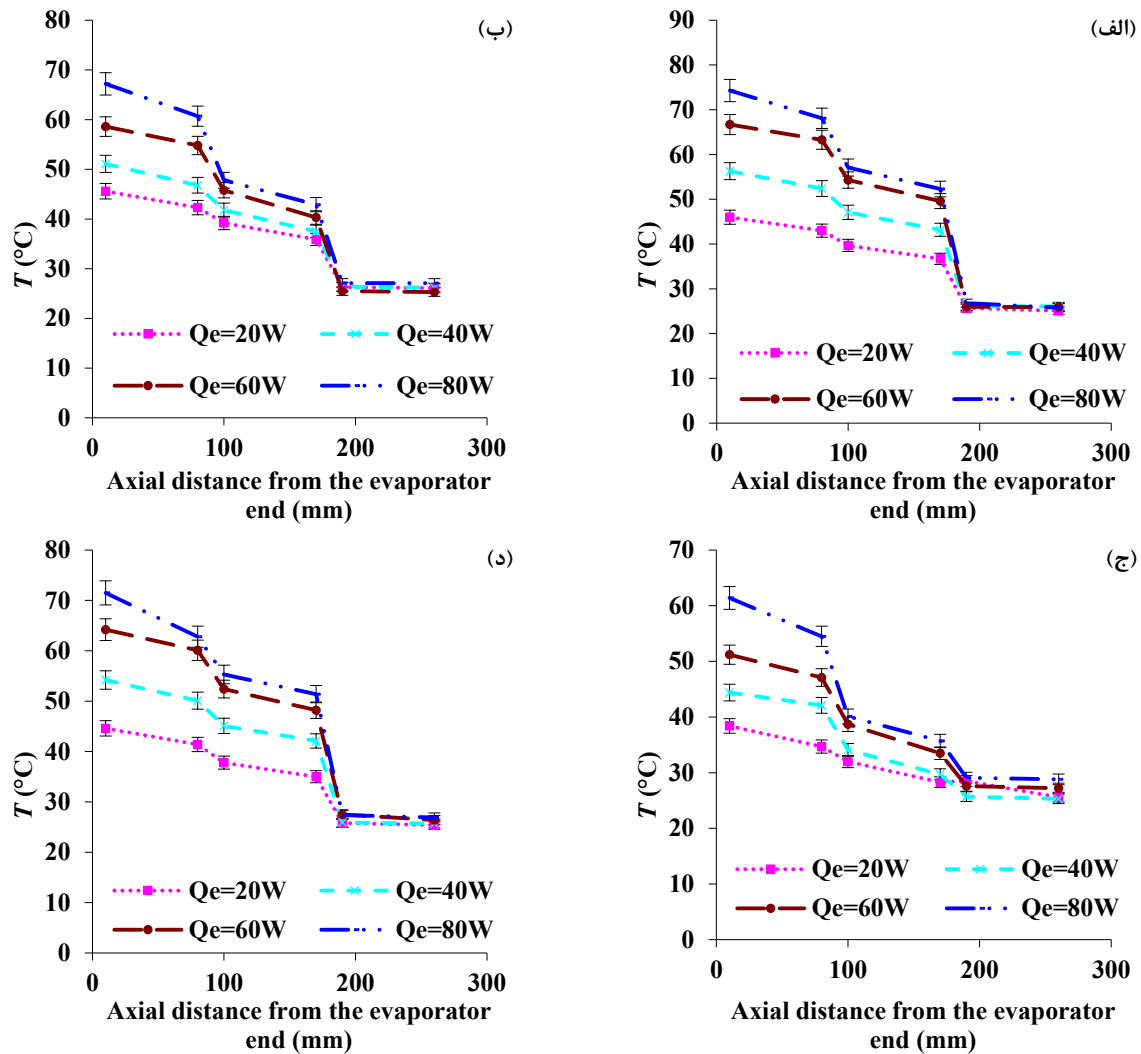 (الف)
90
80
70
60
50
40
30
20
10
0
T (°C)
Qe=20W Qe=40W
Qe=60W Qe=80W
0 100 200 300
Axial distance from the evaporator
end (mm)
(ب)
80
70
60
50
40
30
20
10
0
T (°C)
Qe=20W Qe=40W
Qe=60W Qe=80W
0 100 200 300
Axial distance from the evaporator
end (mm)
(ج)
70
60
50
40
30
20
10
0
T (°C)
Qe=20W Qe=40W
Qe=60W Qe=80W
0 100 200 300
Axial distance from the evaporator
end (mm)
(د)
80
70
60
50
40
30
20
10
0
T (°C)
Qe=20W Qe=40W
Qe=60W Qe=80W
0 100 200 300
Axial distance from the evaporator
end (mm)